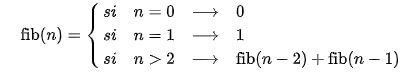 si n = 0 ⟶ 0
fib(n) = { si n = 1 ⟶ 1
si n > 2 ⟶ fib(n − 2) + fib(n − 1)